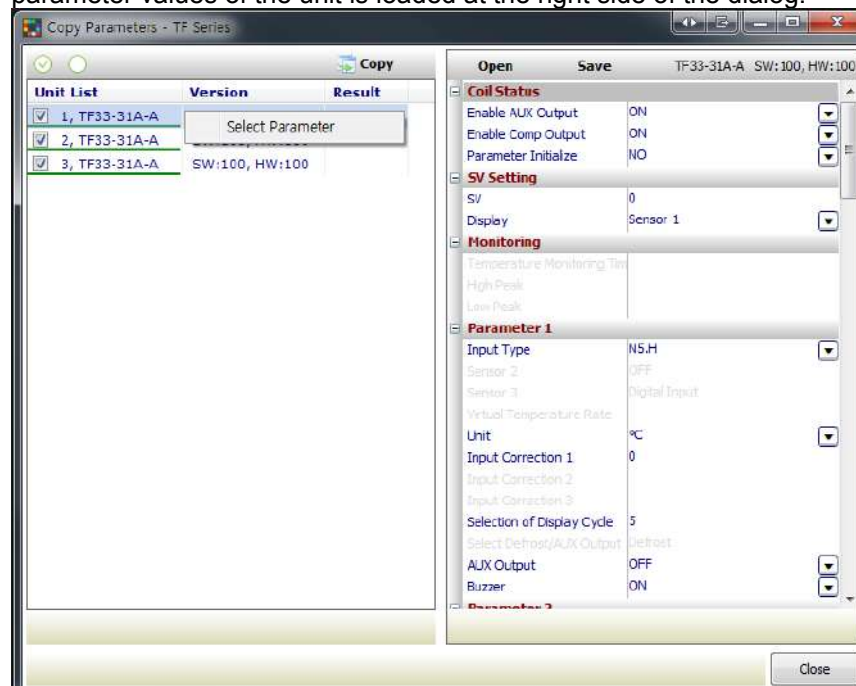 parameter values of the unit is loaded at the right side of the dialog.
Copy Parameters - TF Series
Copy
Unit List Version Result
1, TF33-31A-A
Select Parameter
2, TF33-31A-A
3, TF33-31A-A SW:100, HW:100
Open Save TF33-31A-A SW:100, HW:100
Coil Status
Enable AUX Output ON
Enable Comp Output ON
Parameter Initialze NO
SV Setting
SV 0
Display Sensor 1
Monitoring
Temperature Monitoring Tim
High Peak
Low Peak
Parameter 1
Input Type N5.H
Sensor 2 OFF
Sensor 3 Digital Input
Virtual Temperature Rate
Unit °C
Input Correction 1 0
Input Correction 2
Input Correction 3
Selection of Display Cycle 5
Select Defrost/AUX Output Defrost
AUX Output OFF
Buzzer ON
Parameter 2
Close